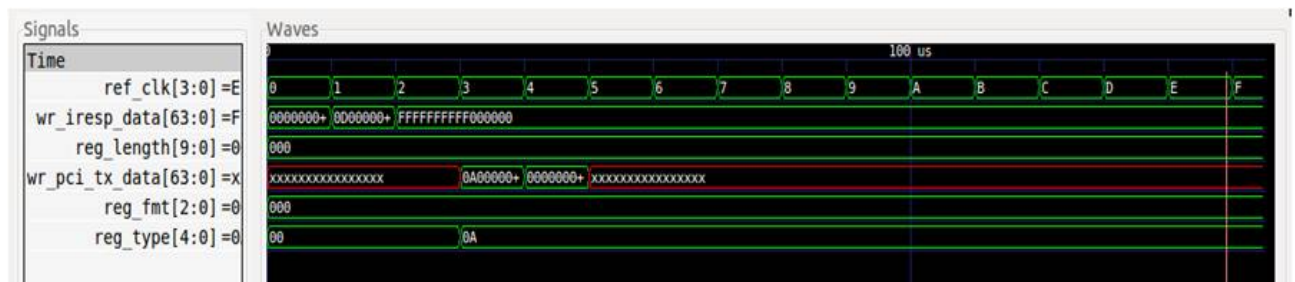 Signals Waves
Time 100 us
ref_clk[3:0]=E 0 1 2 3 4 5 6 7 8 9 A B C D E F
wr_iresp_data[63:0]=F 0000000+ 0D00000+ FFFFFFFFFF000000
reg_length[9:0]=0 000
wr_pci_tx_data[63:0]=x xxxxxxxxxxxxxxxx 0A00000+ 0000000+ xxxxxxxxxxxxxxxx
reg_fmt[2:0]=0 000
reg_type[4:0]=0 00 0A